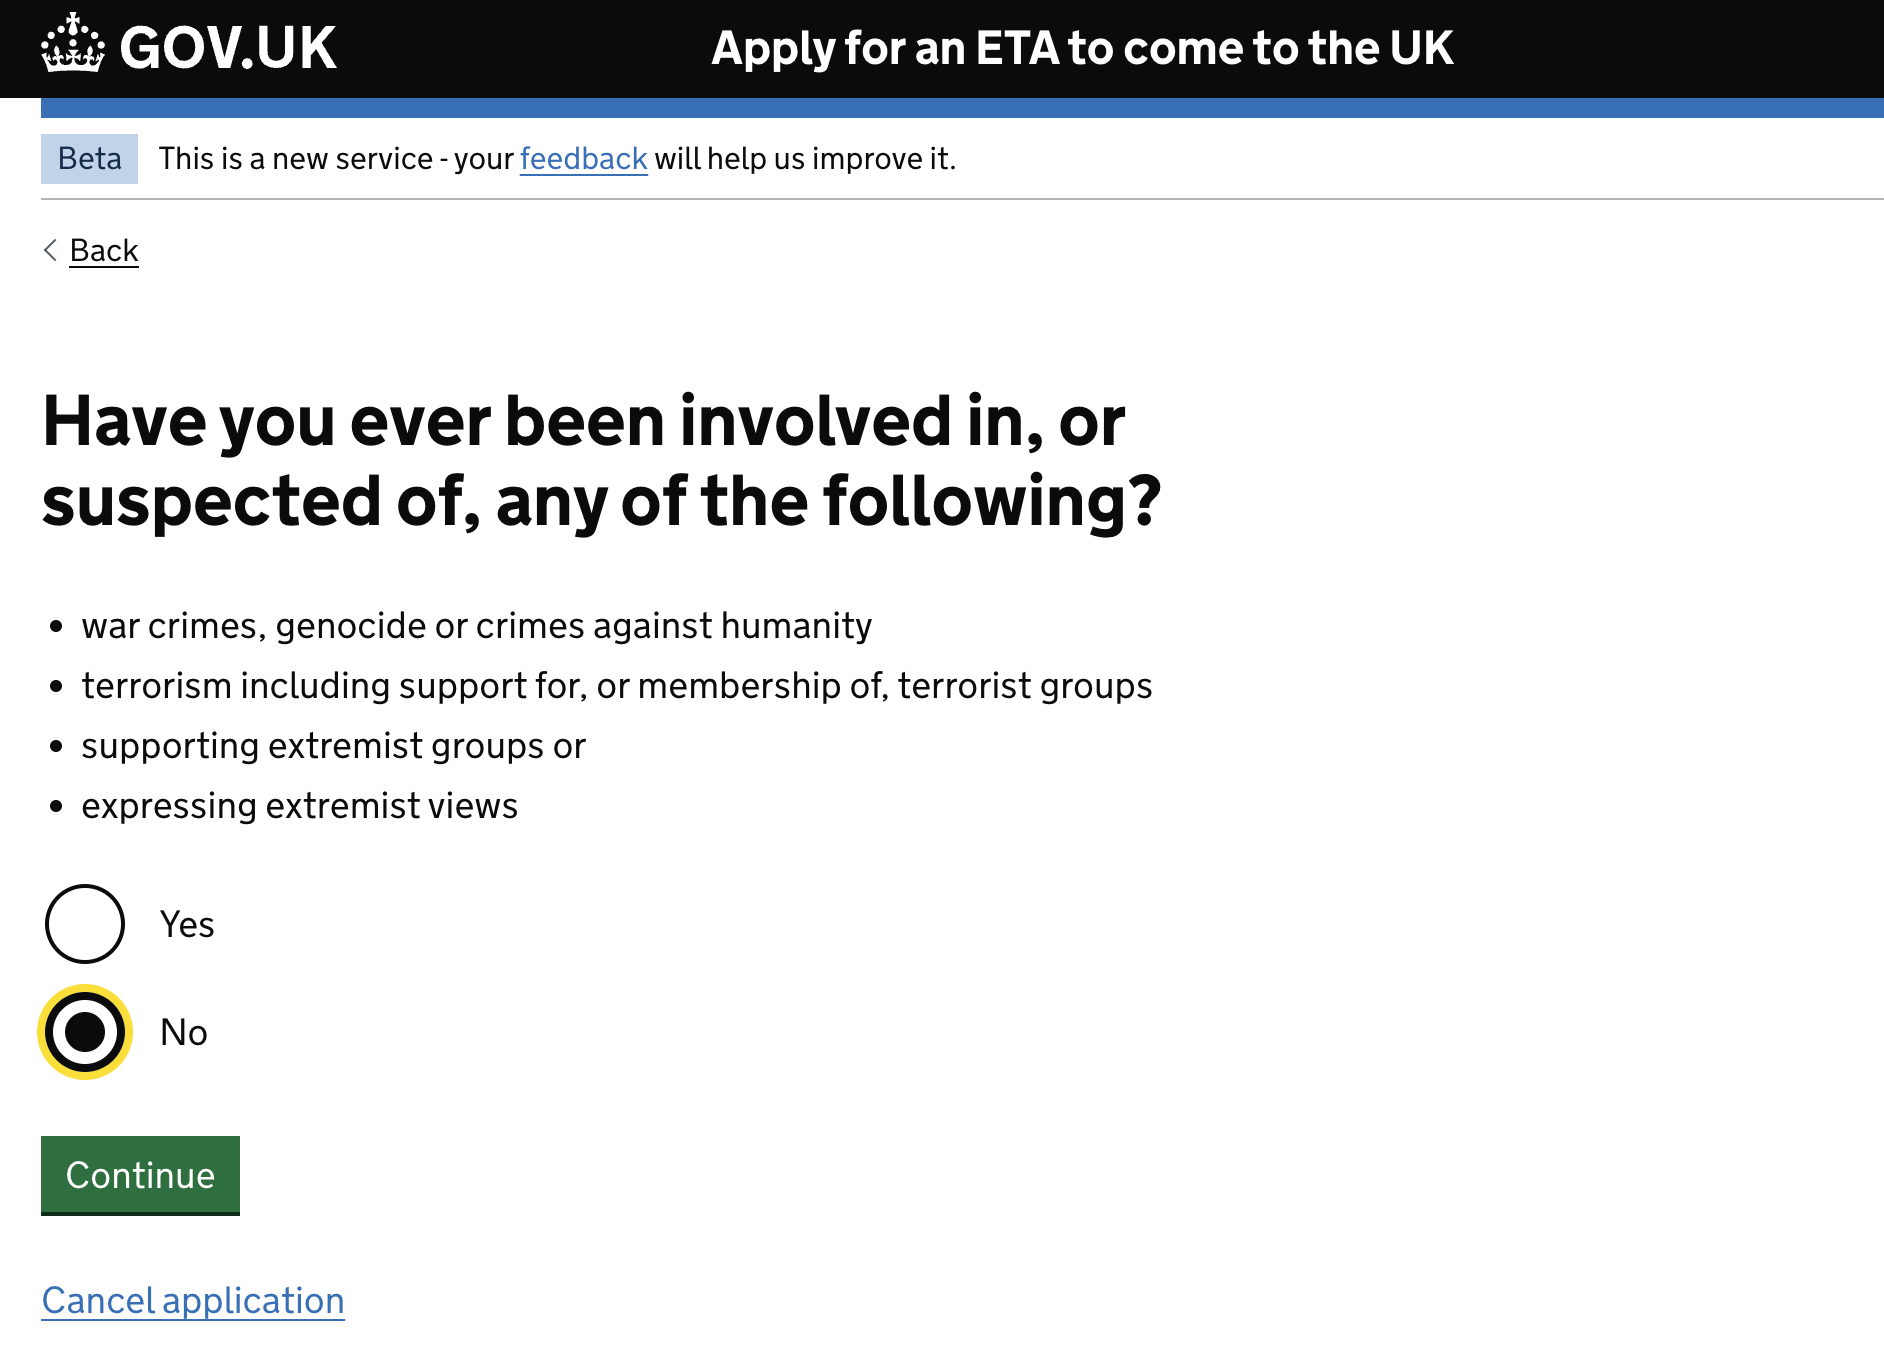 GOV.UK
Apply for an ETA to come to the UK
Beta
This is a new service - your feedback will help us improve it.
Back
Have you ever been involved in, or
suspected of, any of the following?
• war crimes, genocide or crimes against humanity
• terrorism including support for, or membership of, terrorist groups
• supporting extremist groups or
• expressing extremist views
Yes
No
Continue
Cancel application